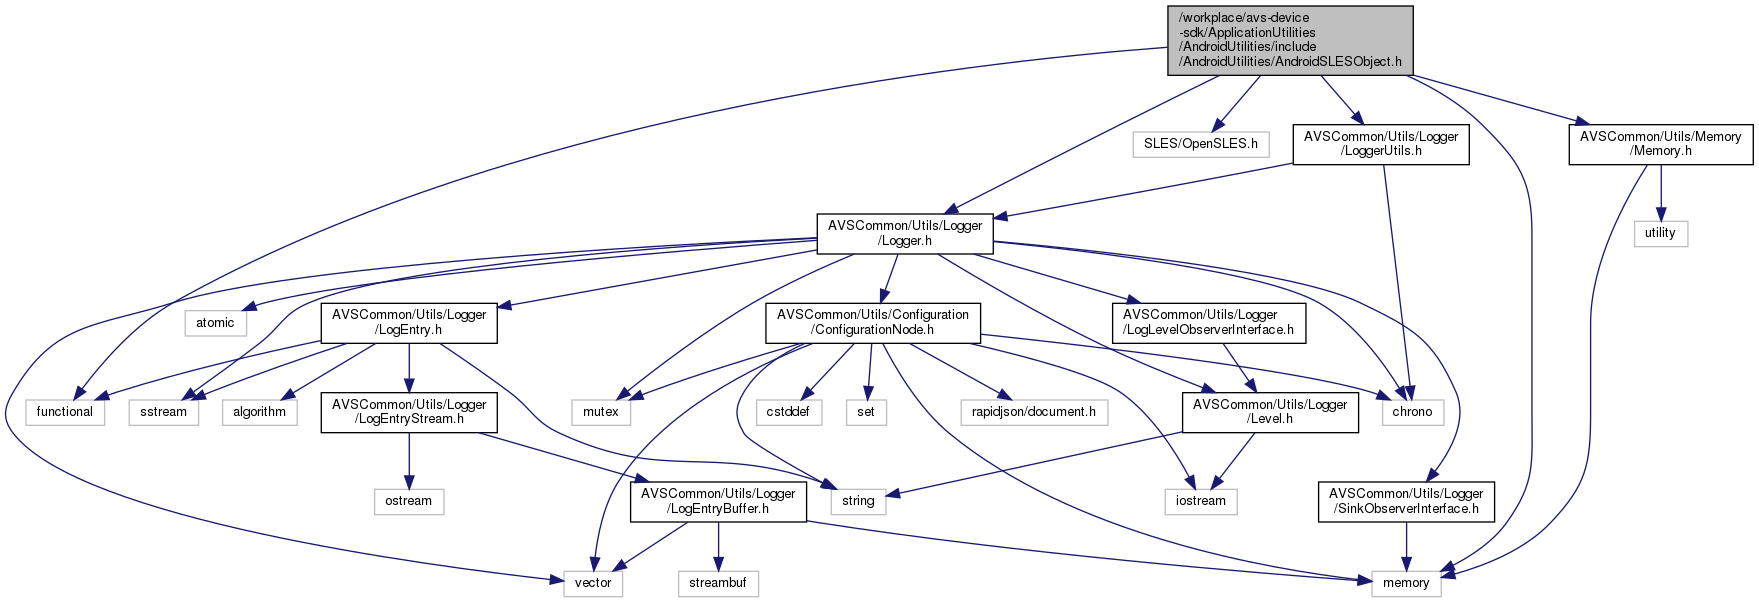 /workplace/avs-device
-sdk/ApplicationUtilities
/AndroidUtilities/include
/AndroidUtilities/AndroidSLESObject.h
SLES/OpenSLES.h
AVSCommon/Utils/Logger
/LoggerUtils.h
AVSCommon/Utils/Memory
/Memory.h
AVSCommon/Utils/Logger
/Logger.h
utility
atomic
AVSCommon/Utils/Logger
/LogEntry.h
AVSCommon/Utils/Configuration
/ConfigurationNode.h
AVSCommon/Utils/Logger
/LogLevelObserverInterface.h
functional
sstream
algorithm
AVSCommon/Utils/Logger
/LogEntryStream.h
mutex
cstddef
set
rapidjson/document.h
AVSCommon/Utils/Logger
/Level.h
chrono
ostream
AVSCommon/Utils/Logger
/LogEntryBuffer.h
string
iostream
AVSCommon/Utils/Logger
/SinkObserverInterface.h
vector
streambuf
memory